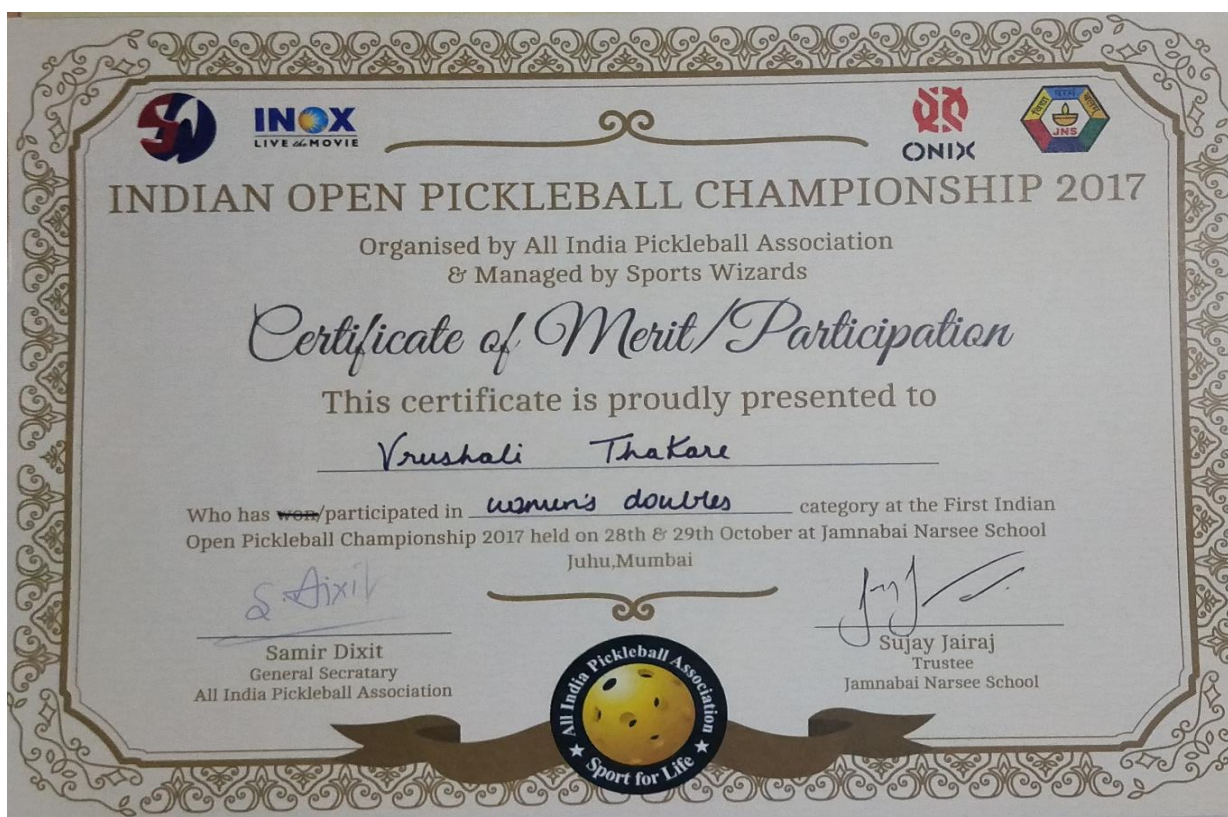 SW
INOX
LIVE the MOVIE
ONIX
विद्या परमं बलम्
JNS
INDIAN OPEN PICKLEBALL CHAMPIONSHIP 2017
Organised by All India Pickleball Association
& Managed by Sports Wizards
Certificate of Merit/Participation
This certificate is proudly presented to
Vrushali Thakare
Who has won/participated in women's doubles category at the First Indian
Open Pickleball Championship 2017 held on 28th & 29th October at Jamnabai Narsee School
Juhu,Mumbai
S. Dixit
Samir Dixit
General Secratary
All India Pickleball Association
Sujay Jairaj
Trustee
Jamnabai Narsee School
All India Pickleball Association
Sport for Life